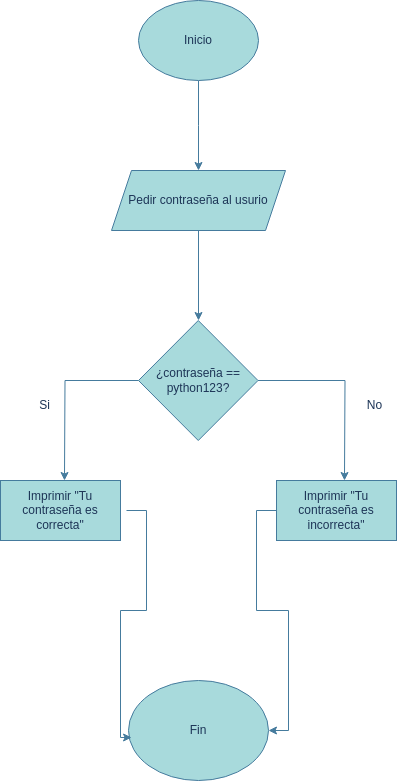 Inicio
Pedir contraseña al usurio
¿contraseña ==
python123?
Si
No
Imprimir "Tu
contraseña es
correcta"
Imprimir "Tu
contraseña es
incorrecta"
Fin